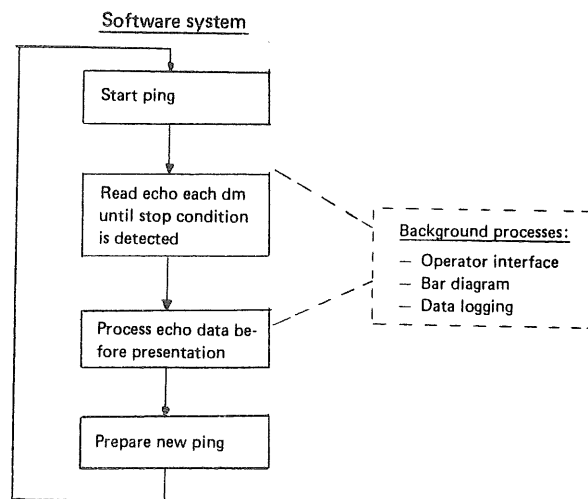 Software system
Start ping
Read echo each dm
until stop condition
is detected
Process echo data be-
fore presentation
Prepare new ping
Background processes:
– Operator interface
– Bar diagram
– Data logging